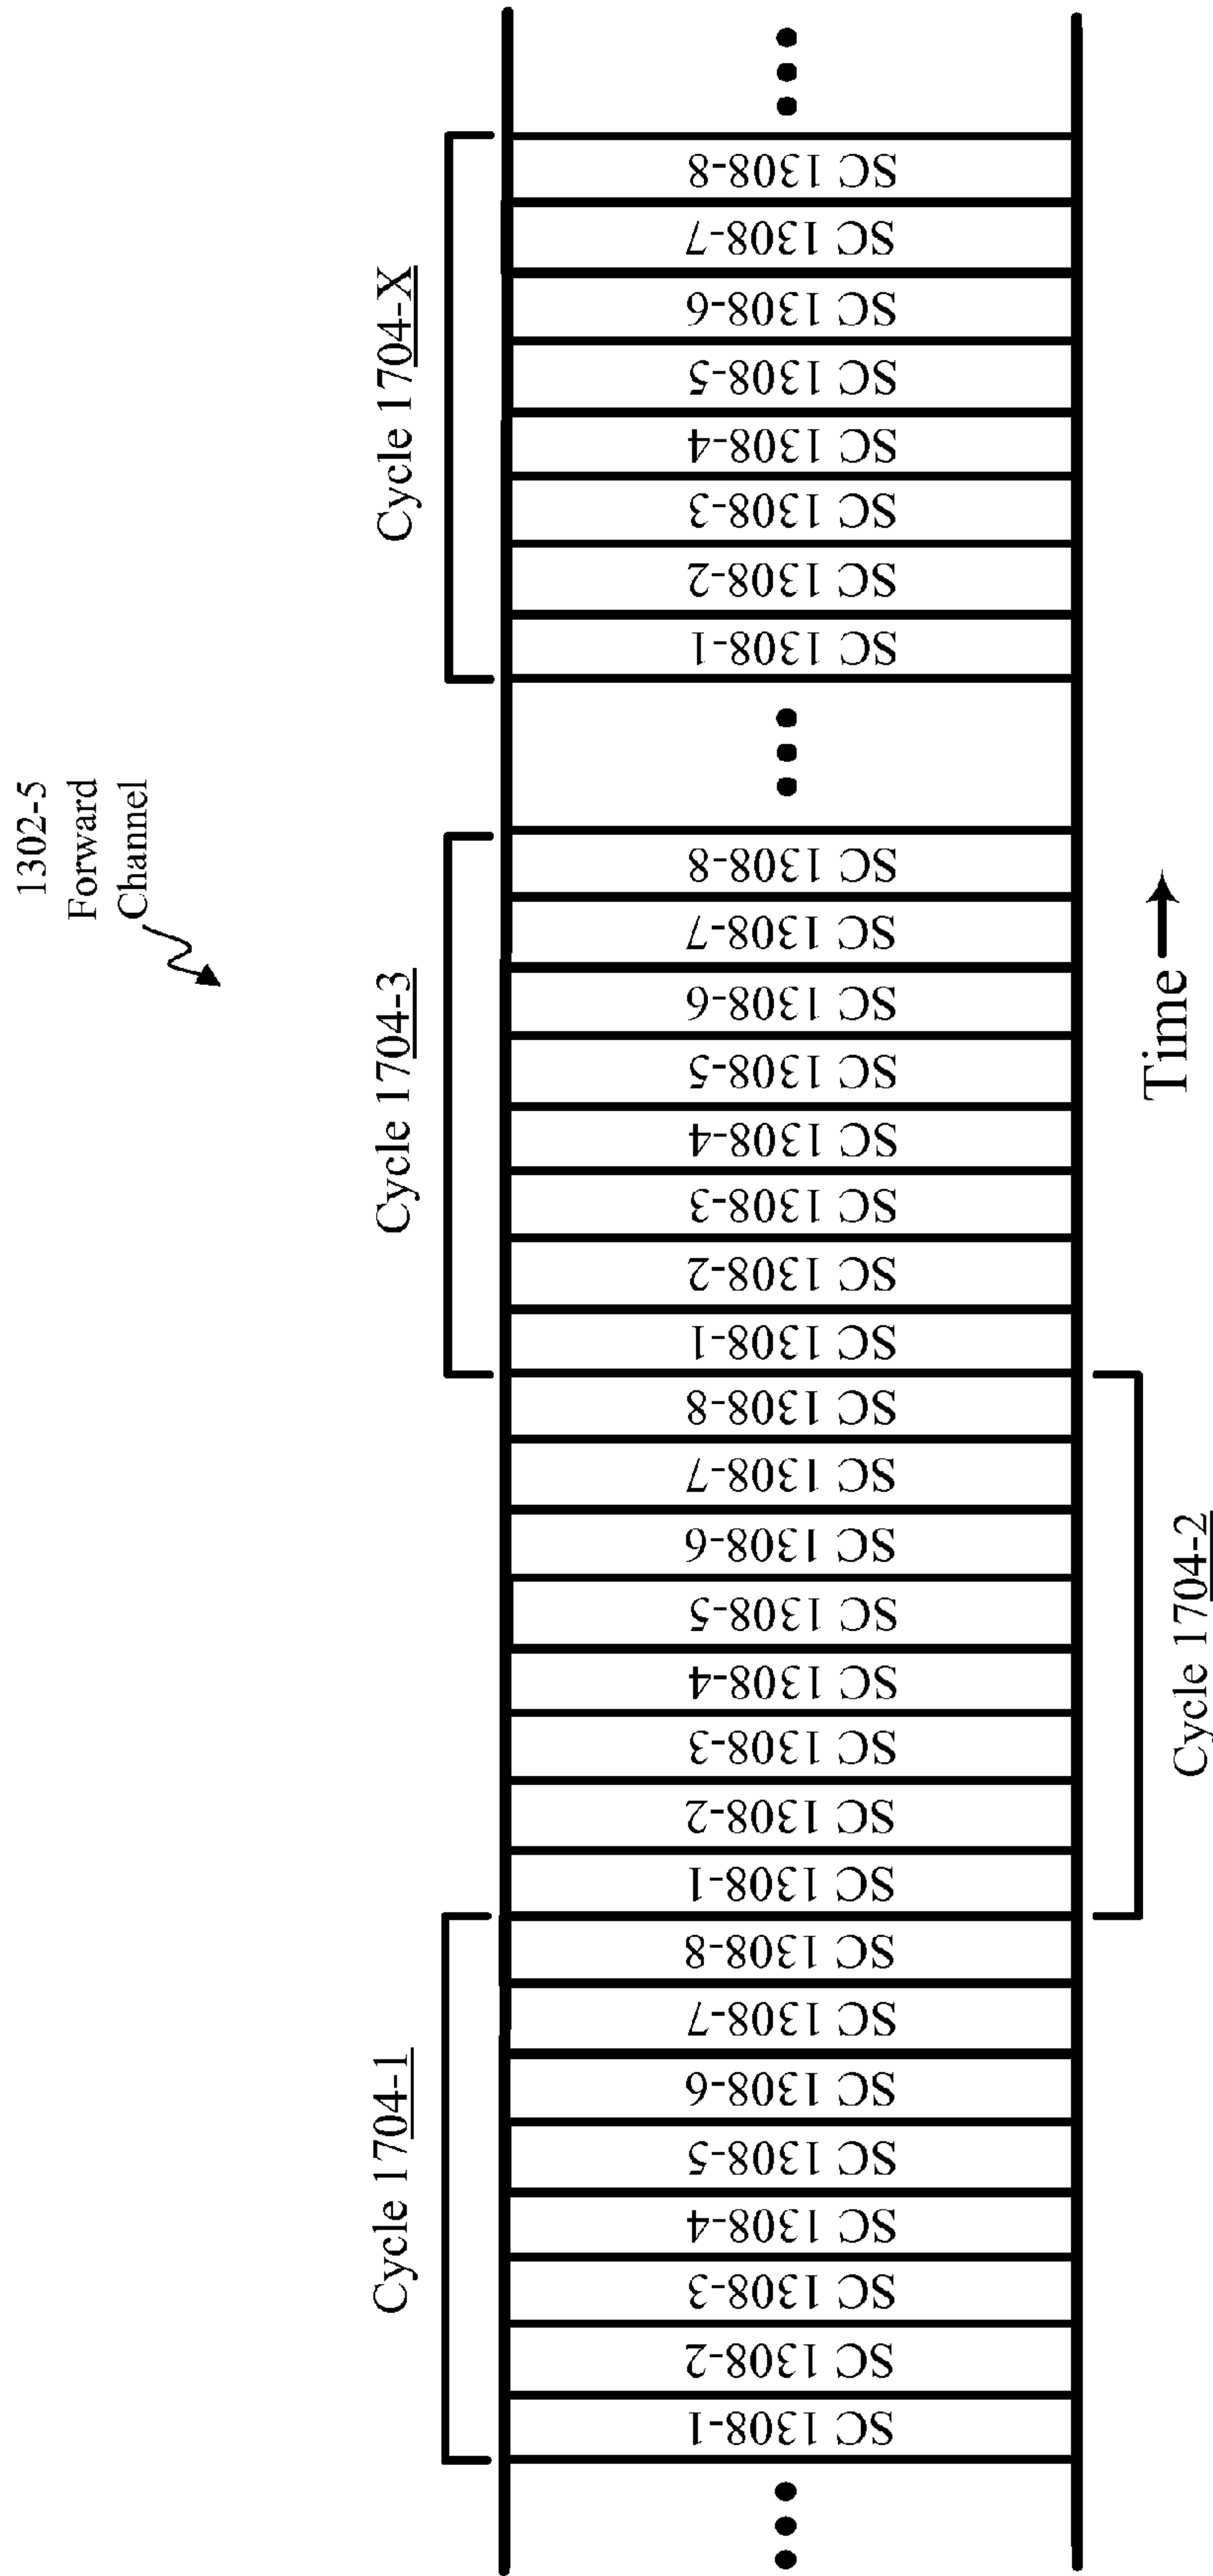 1302-5
Forward
Channel
Cycle 1704-1
Cycle 1704-3
Cycle 1704-X
SC 1308-1
SC 1308-2
SC 1308-3
SC 1308-4
SC 1308-5
SC 1308-6
SC 1308-7
SC 1308-8
SC 1308-1
SC 1308-2
SC 1308-3
SC 1308-4
SC 1308-5
SC 1308-6
SC 1308-7
SC 1308-8
SC 1308-1
SC 1308-2
SC 1308-3
SC 1308-4
SC 1308-5
SC 1308-6
SC 1308-7
SC 1308-8
SC 1308-1
SC 1308-2
SC 1308-3
SC 1308-4
SC 1308-5
SC 1308-6
SC 1308-7
SC 1308-8
Cycle 1704-2
Time